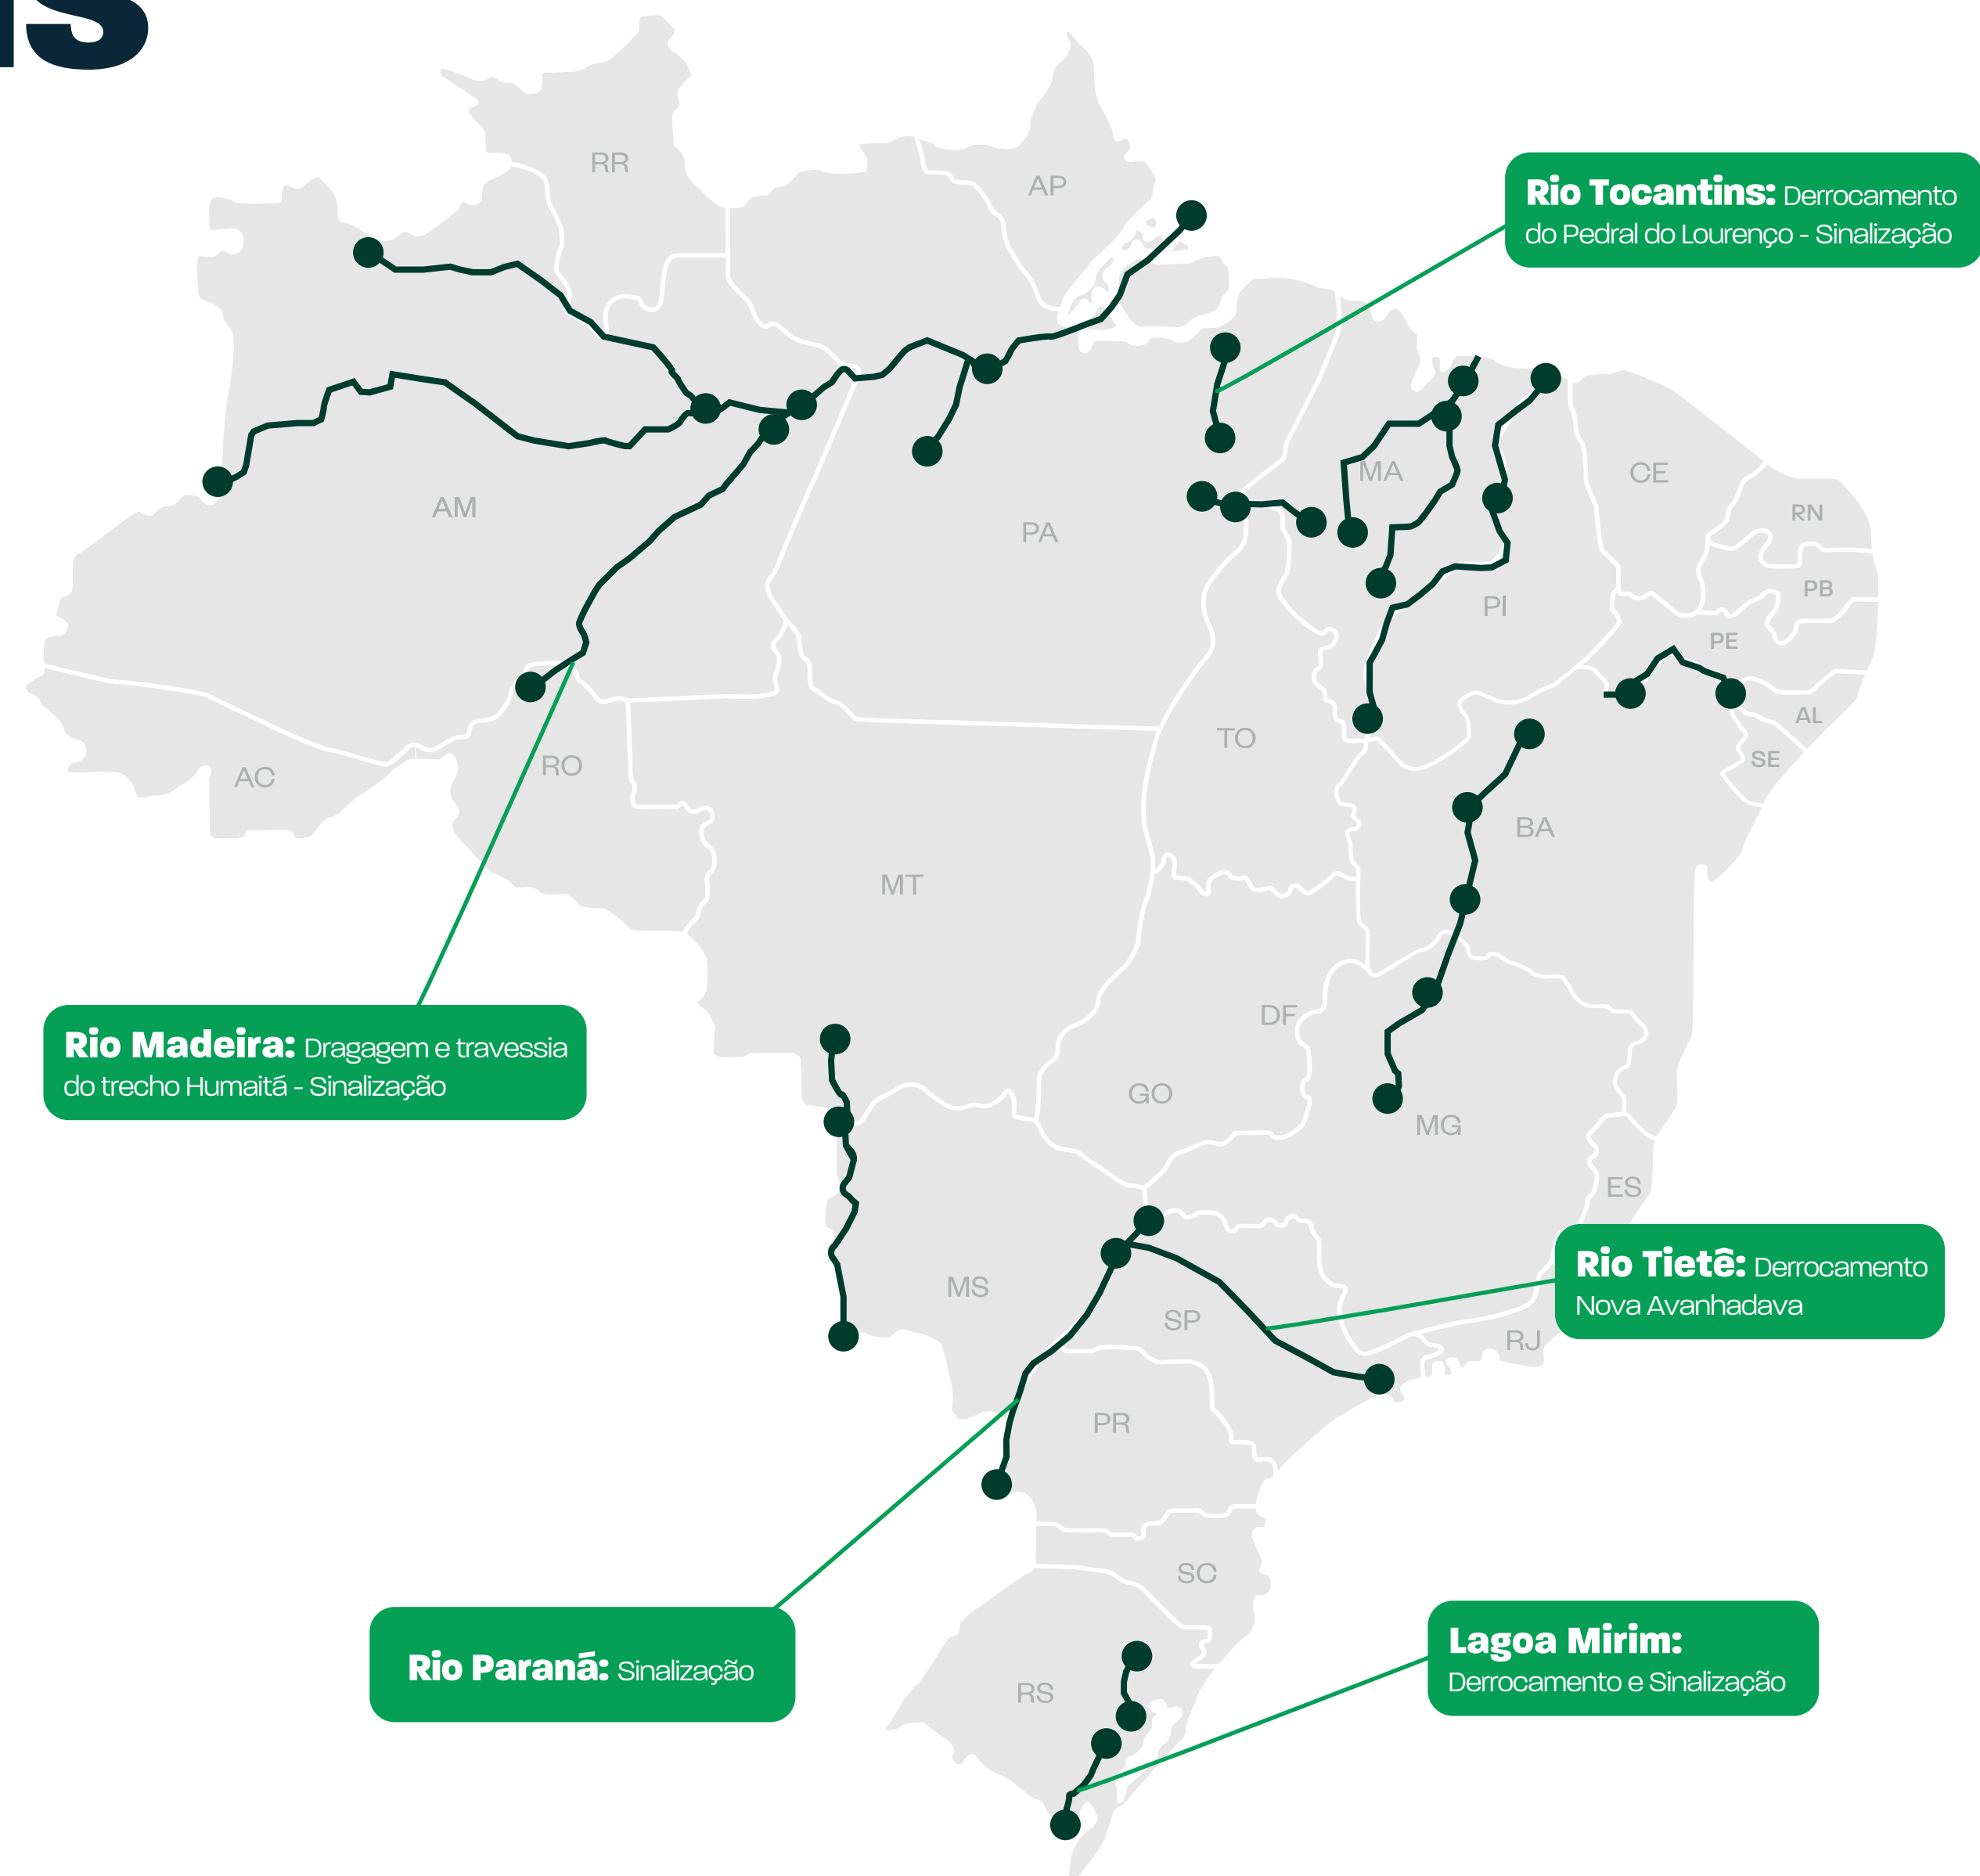 RR
AP
Rio Tocantins: Derrocamento
do Pedral do Lourenço - Sinalização
AM
PA
MA
CE
RN
PB
PI
PE
AL
SE
TO
AC
RO
BA
MT
DF
Rio Madeira: Dragagem e travessia
do trecho Humaitá - Sinalização
GO
MG
ES
MS
SP
Rio Tietê: Derrocamento
Nova Avanhadava
RJ
PR
SC
Rio Paraná: Sinalização
RS
Lagoa Mirim:
Derrocamento e Sinalização